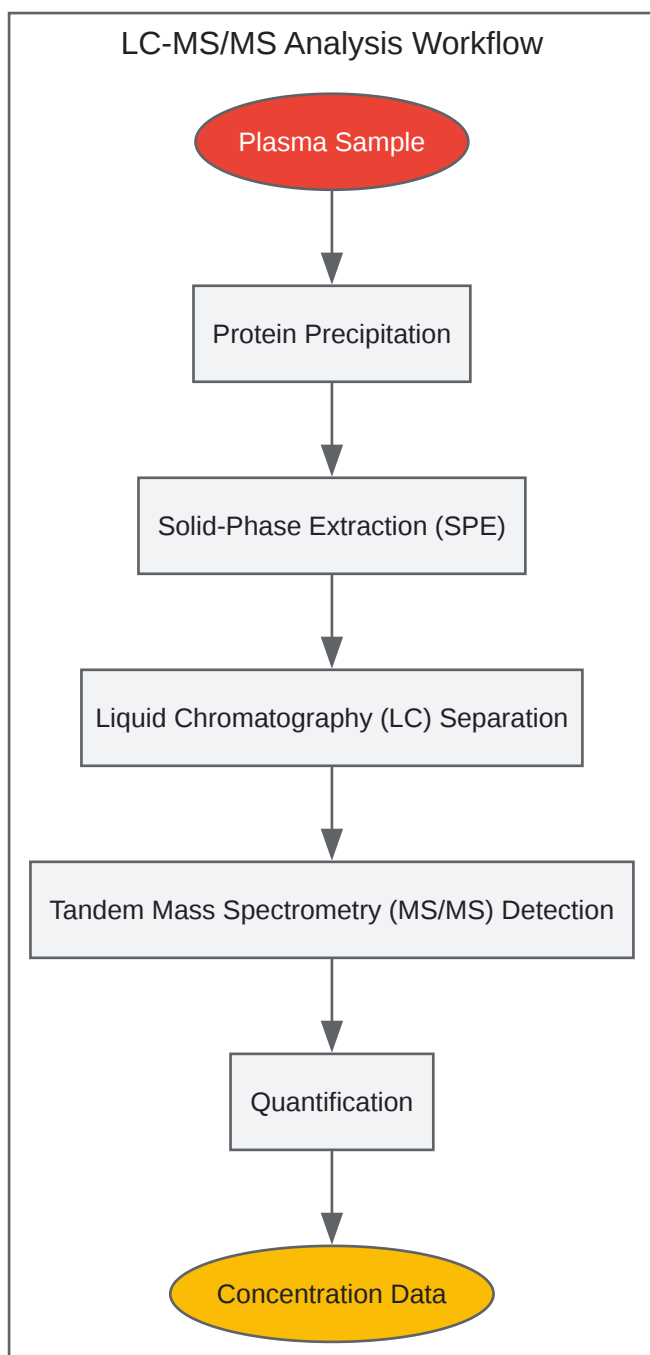 LC-MS/MS Analysis Workflow
Plasma Sample
Protein Precipitation
Solid-Phase Extraction (SPE)
Liquid Chromatography (LC) Separation
Tandem Mass Spectrometry (MS/MS) Detection
Quantification
Concentration Data